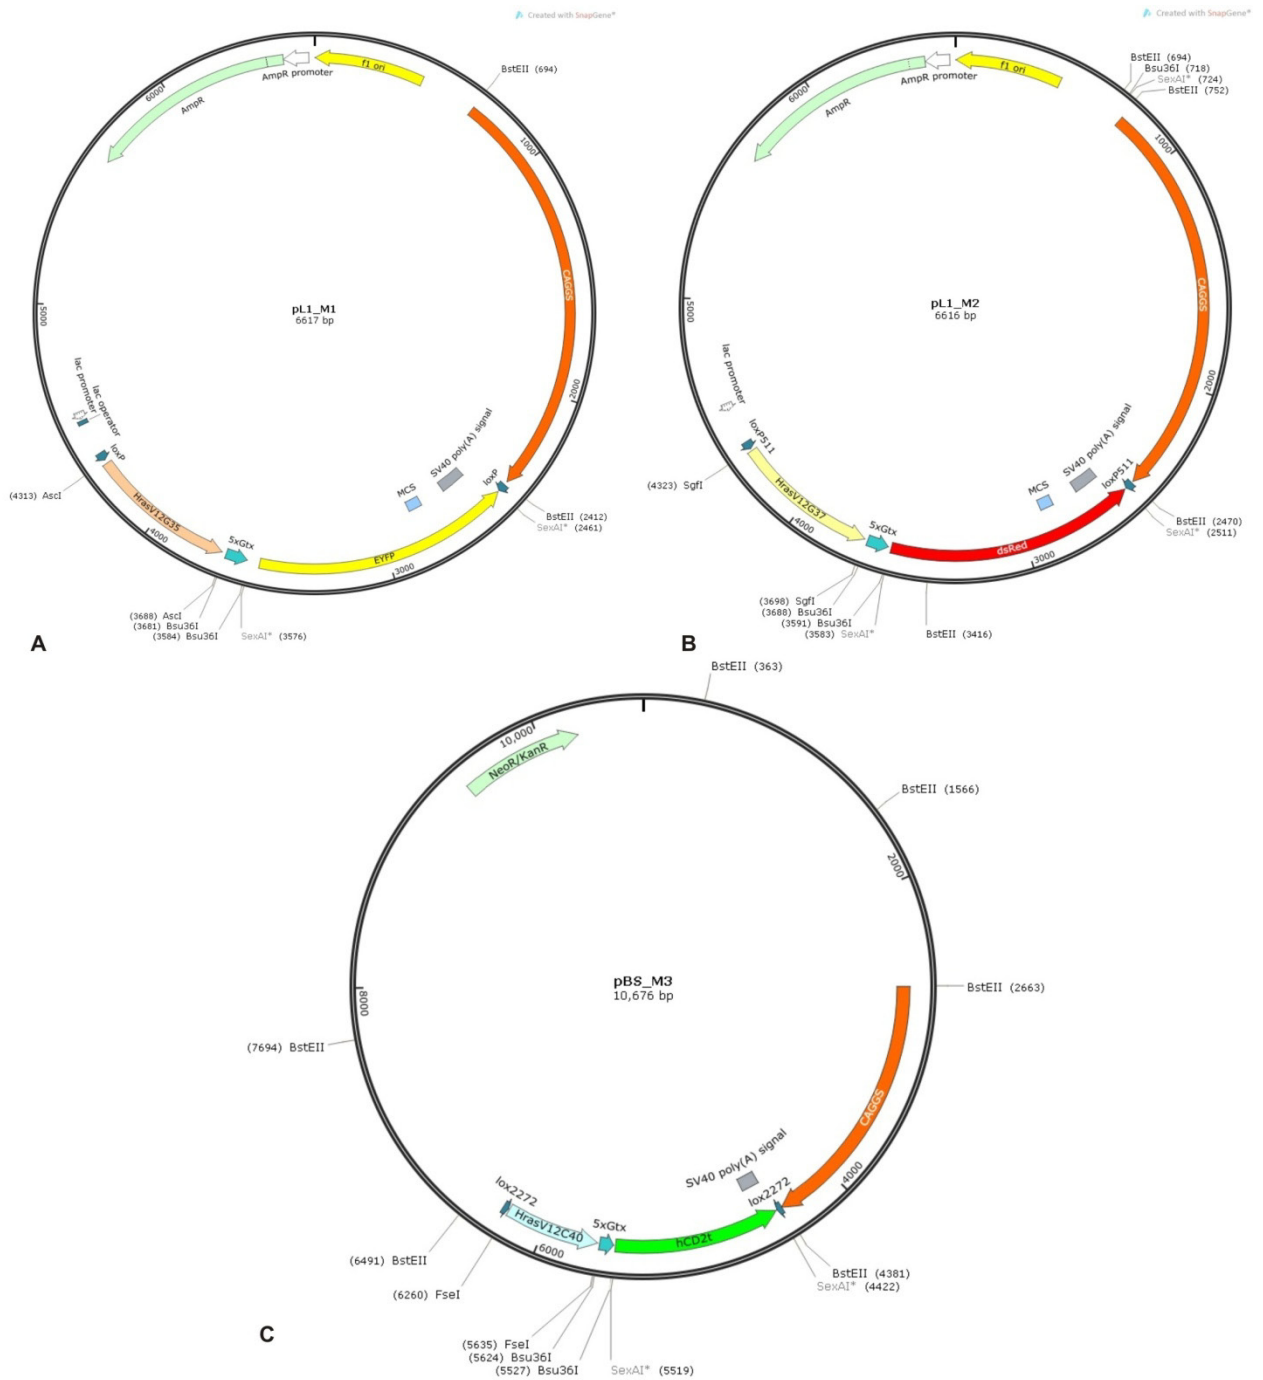 Created with SnapGene®
f1 ori
AmpR promoter
AmpR
6000
BstEII (694)
1000
CAGGS
pL1_M1
6617 bp
5000
2000
lac promoter
lac operator
loxP
SV40 poly(A) signal
MCS
loxP
(4313) AscI
HrasV12G35
4000
5xGtx
EYFP
3000
BstEII (2412)
SexAI* (2461)
(3688) AscI
(3681) Bsu36I
(3584) Bsu36I
SexAI* (3576)
A
Created with SnapGene®
f1 ori
AmpR promoter
AmpR
6000
BstEII (694)
Bsu36I (718)
SexAI* (724)
BstEII (752)
1000
CAGGS
pL1_M2
6616 bp
5000
2000
lac promoter
loxP511
SV40 poly(A) signal
MCS
loxP511
(4323) SgfI
HrasV12G37
4000
5xGtx
dsRed
3000
BstEII (2470)
SexAI* (2511)
(3698) SgfI
(3688) Bsu36I
(3591) Bsu36I
(3583) SexAI*
BstEII (3416)
B
BstEII (363)
10,000
NeoR/KanR
BstEII (1566)
2000
pBS_M3
10,676 bp
BstEII (2663)
8000
(7694) BstEII
CAGGS
SV40 poly(A) signal
4000
lox2272
lox2272
HrasV12C40
5xGtx
hCD2t
6000
(6491) BstEII
(6260) FseI
BstEII (4381)
SexAI* (4422)
(5635) FseI
(5624) Bsu36I
(5527) Bsu36I
SexAI* (5519)
C